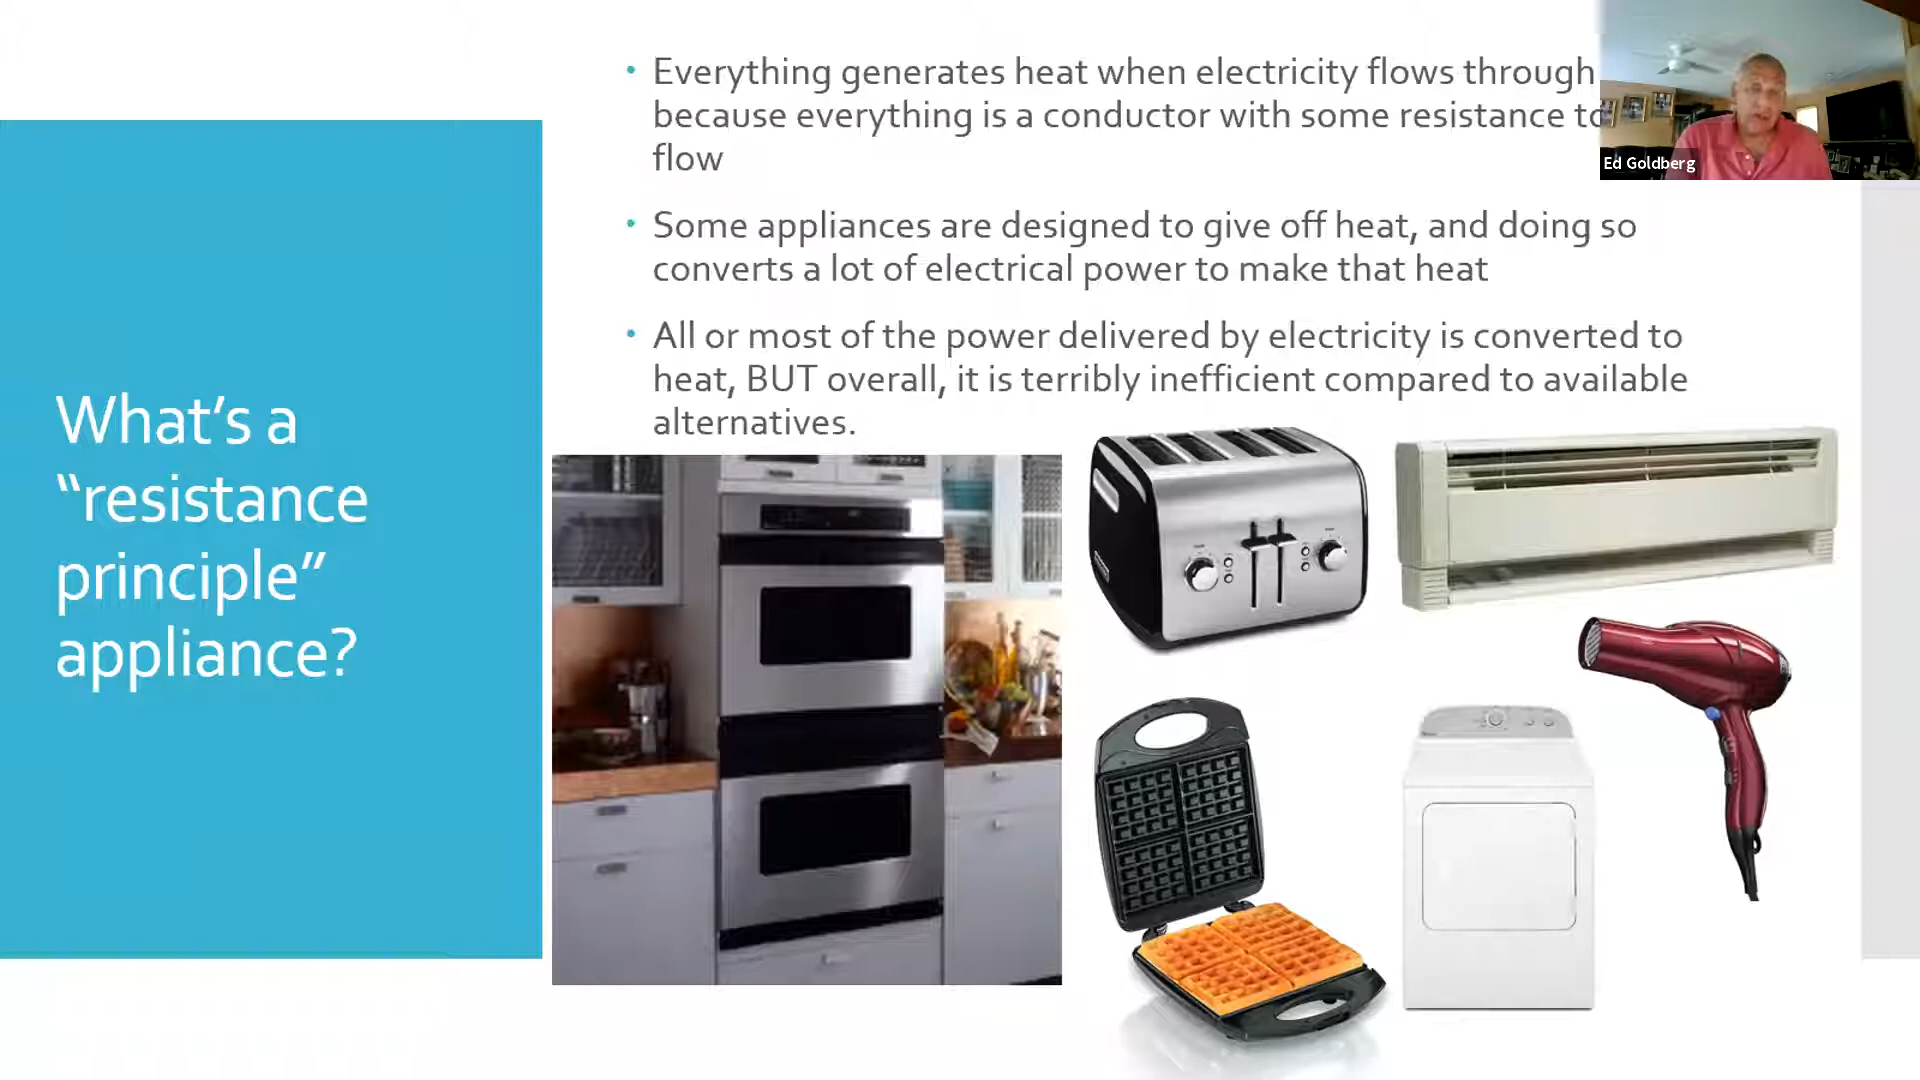 What’s a
“resistance
principle”
appliance?
• Everything generates heat when electricity flows through
because everything is a conductor with some resistance to
flow
• Some appliances are designed to give off heat, and doing so
converts a lot of electrical power to make that heat
• All or most of the power delivered by electricity is converted to
heat, BUT overall, it is terribly inefficient compared to available
alternatives.
Ed Goldberg